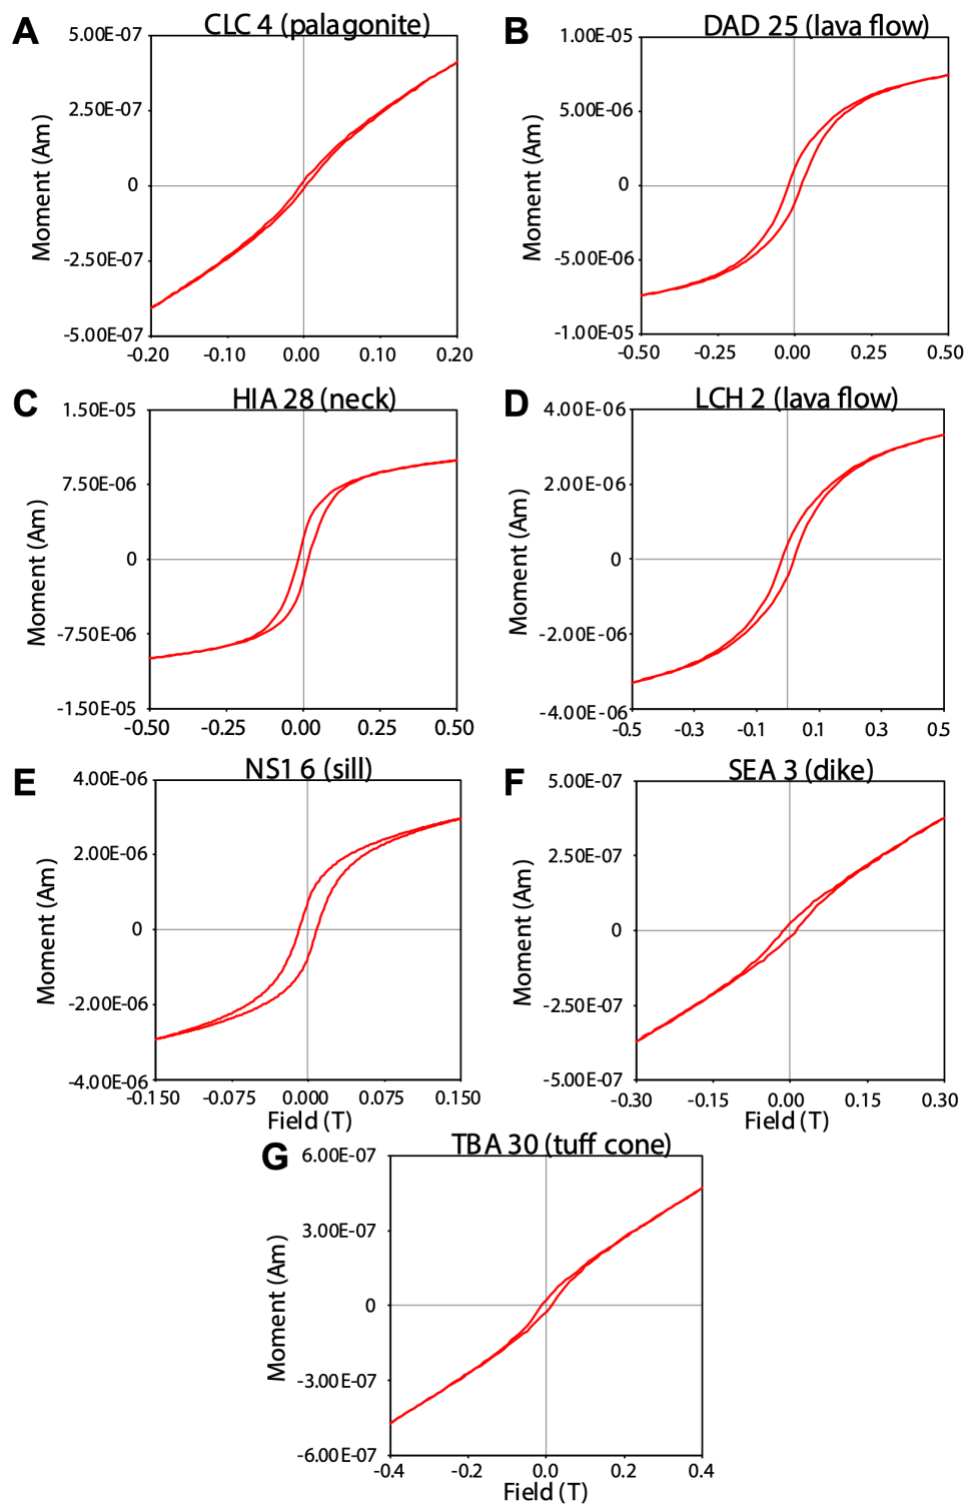 A CLC 4 (palagonite)
5.00E-07
2.50E-07
0
-2.50E-07
-5.00E-07
Moment (Am)
-0.20 -0.10 0.00 0.10 0.20
B DAD 25 (lava flow)
1.00E-05
5.00E-06
0
-5.00E-06
-1.00E-05
Moment (Am)
-0.50 -0.25 0.00 0.25 0.50
C HIA 28 (neck)
1.50E-05
7.50E-06
0
-7.50E-06
-1.50E-05
Moment (Am)
-0.50 -0.25 0.00 0.25 0.50
D LCH 2 (lava flow)
4.00E-06
2.00E-06
0
-2.00E-06
-4.00E-06
Moment (Am)
-0.5 -0.3 -0.1 0.1 0.3 0.5
E NS1 6 (sill)
4.00E-06
2.00E-06
0
-2.00E-06
-4.00E-06
Moment (Am)
-0.150 -0.075 0.000 0.075 0.150
Field (T)
F SEA 3 (dike)
5.00E-07
2.50E-07
0
-2.50E-07
-5.00E-07
Moment (Am)
-0.30 -0.15 0.00 0.15 0.30
Field (T)
G TBA 30 (tuff cone)
6.00E-07
3.00E-07
0
-3.00E-07
-6.00E-07
Moment (Am)
-0.4 -0.2 0.0 0.2 0.4
Field (T)